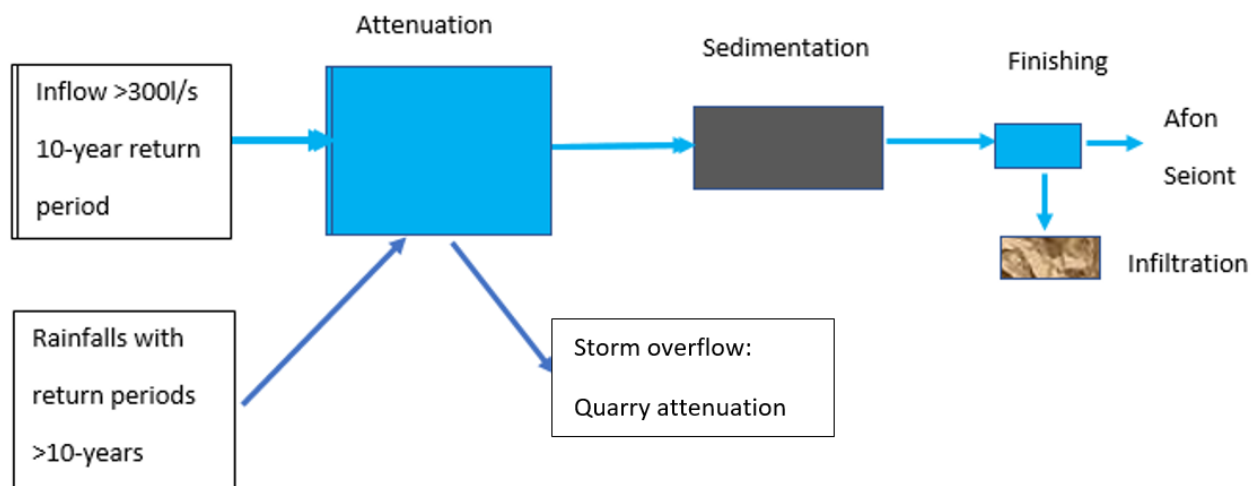 Attenuation
Sedimentation
Finishing
Inflow >300l/s
10-year return
period
Afon
Seiont
Infiltration
Rainfalls with
return periods
>10-years
Storm overflow:
Quarry attenuation